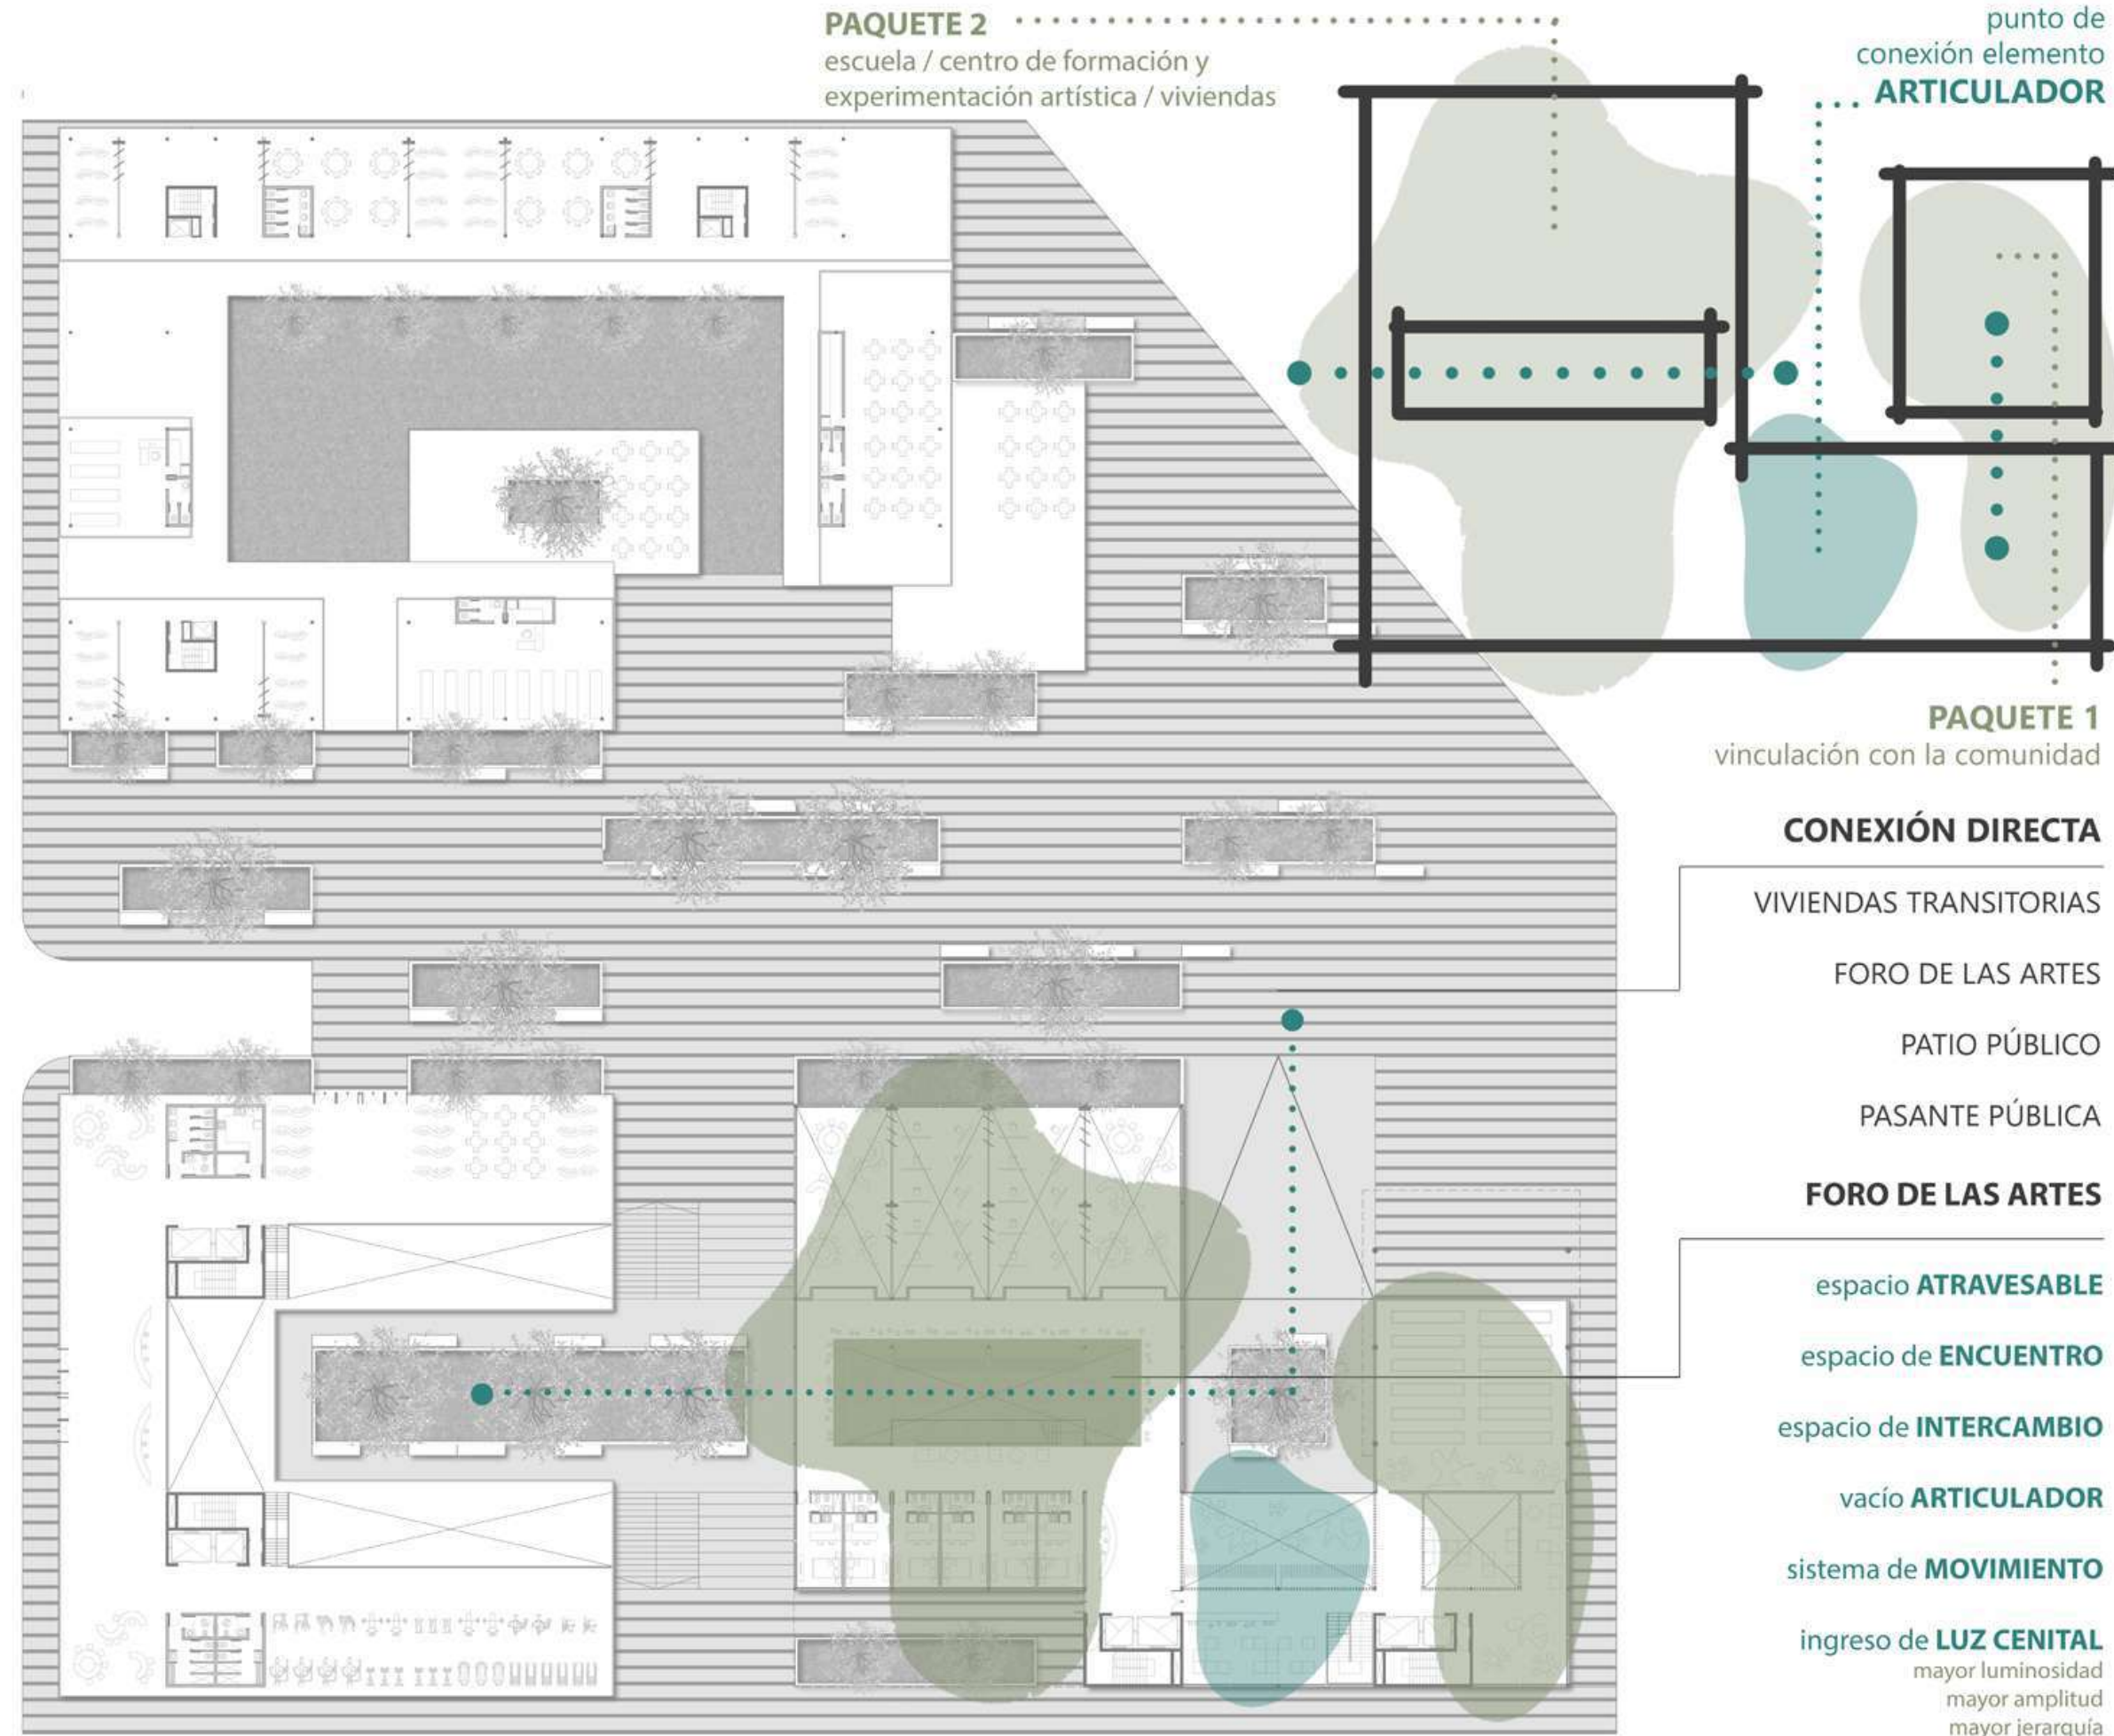 PAQUETE 2
escuela / centro de formación y
experimentación artística / viviendas
punto de
conexión elemento
ARTICULADOR
PAQUETE 1
vinculación con la comunidad
CONEXIÓN DIRECTA
VIVIENDAS TRANSITORIAS
FORO DE LAS ARTES
PATIO PÚBLICO
PASANTE PÚBLICA
FORO DE LAS ARTES
espacio ATRAVESABLE
espacio de ENCUENTRO
espacio de INTERCAMBIO
vacío ARTICULADOR
sistema de MOVIMIENTO
ingreso de LUZ CENITAL
mayor luminosidad
mayor amplitud
mayor jerarquía